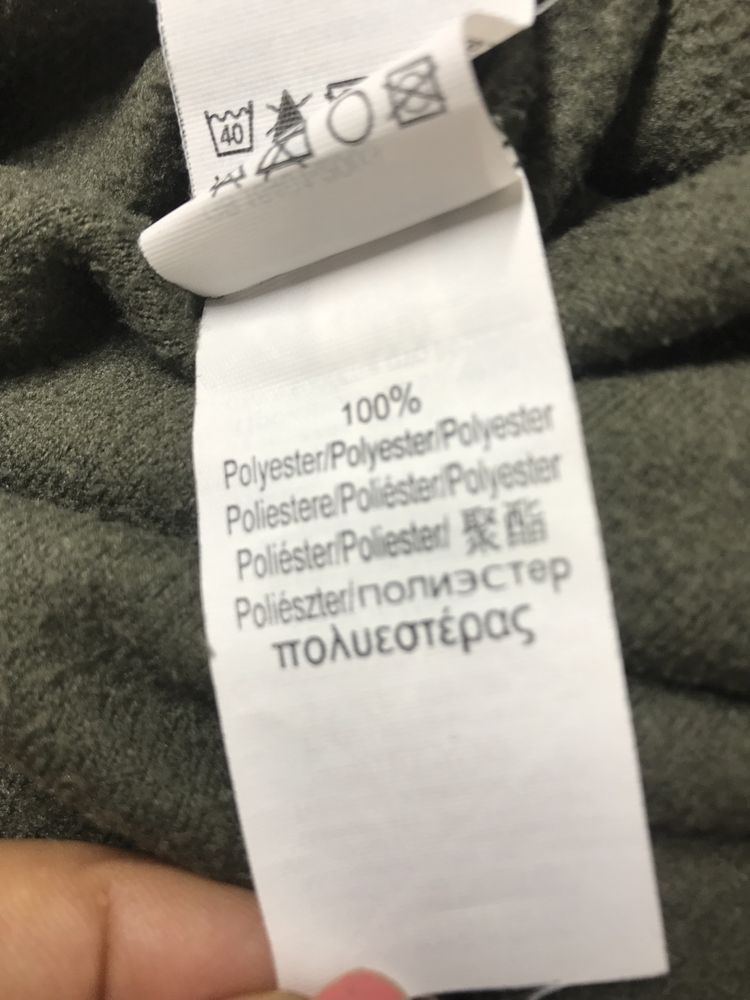 40
100%
Polyester/Polyester/Polyester
Poliestere/Poliéster/Polyester
Poliéster/Poliester/ 聚酯
Poliészter/полиэстер
πολυεστέρας